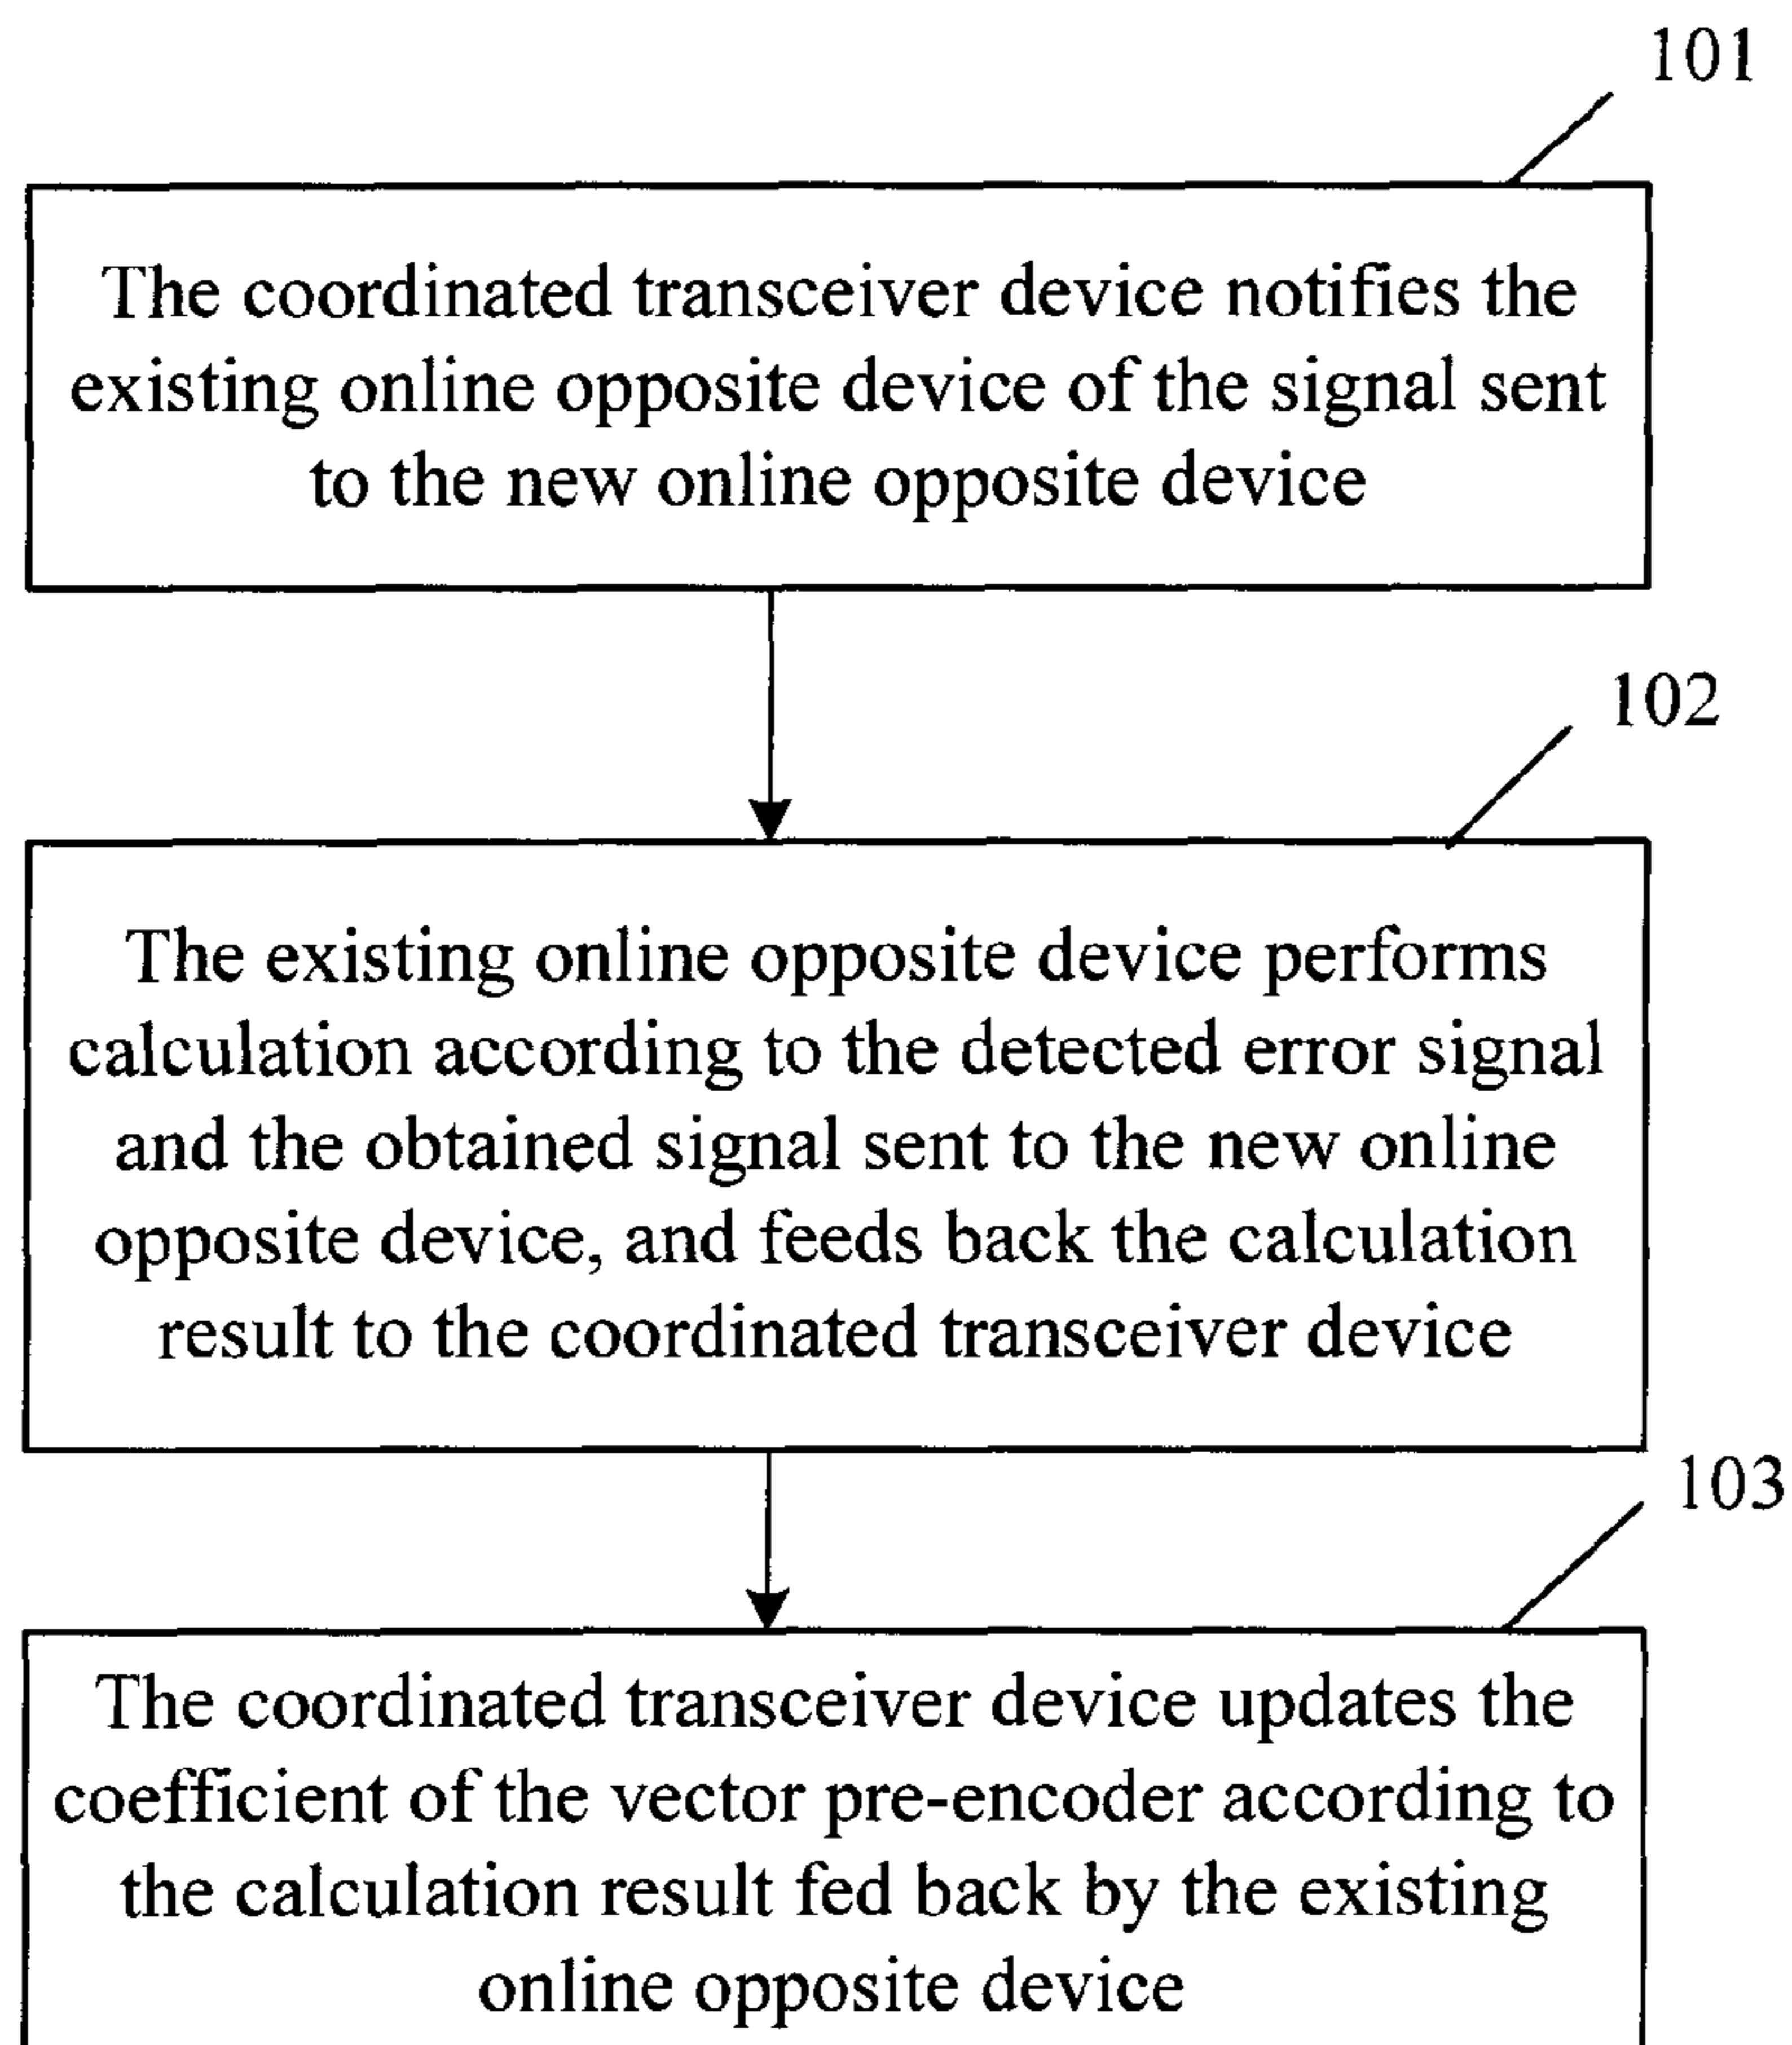 101
The coordinated transceiver device notifies the
existing online opposite device of the signal sent
to the new online opposite device
102
The existing online opposite device performs
calculation according to the detected error signal
and the obtained signal sent to the new online
opposite device, and feeds back the calculation
result to the coordinated transceiver device
103
The coordinated transceiver device updates the
coefficient of the vector pre-encoder according to
the calculation result fed back by the existing
online opposite device